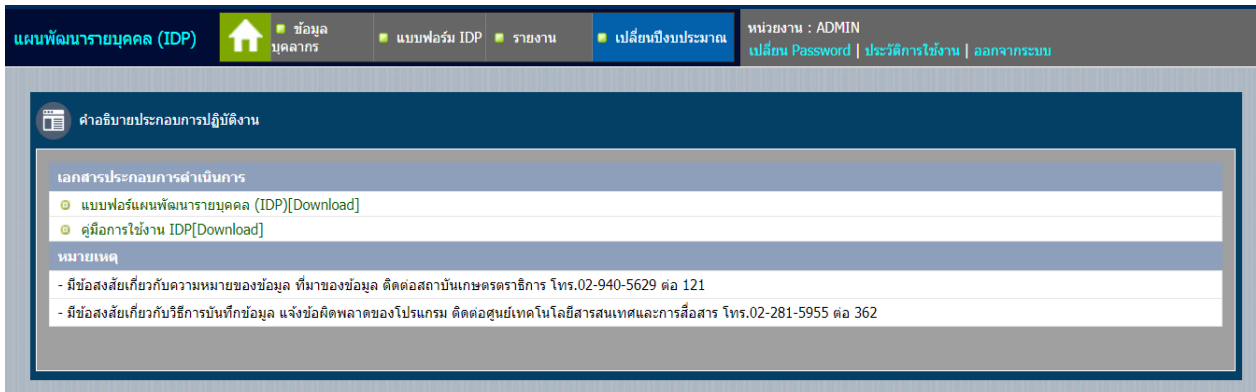 แผนพัฒนารายบุคคล (IDP)
ข้อมูล
บุคลากร
แบบฟอร์ม IDP
รายงาน
เปลี่ยนปีงบประมาณ
หน่วยงาน : ADMIN
เปลี่ยน Password | ประวัติการใช้งาน | ออกจากระบบ
คำอธิบายประกอบการปฏิบัติงาน
เอกสารประกอบการดำเนินการ
แบบฟอร์แผนพัฒนารายบุคคล (IDP)[Download]
คู่มือการใช้งาน IDP[Download]
หมายเหตุ
- มีข้อสงสัยเกี่ยวกับความหมายของข้อมูล ที่มาของข้อมูล ติดต่อสถาบันเกษตรตราธิการ โทร.02-940-5629 ต่อ 121
- มีข้อสงสัยเกี่ยวกับวิธีการบันทึกข้อมูล แจ้งข้อผิดพลาดของโปรแกรม ติดต่อศูนย์เทคโนโลยีสารสนเทศและการสื่อสาร โทร.02-281-5955 ต่อ 362